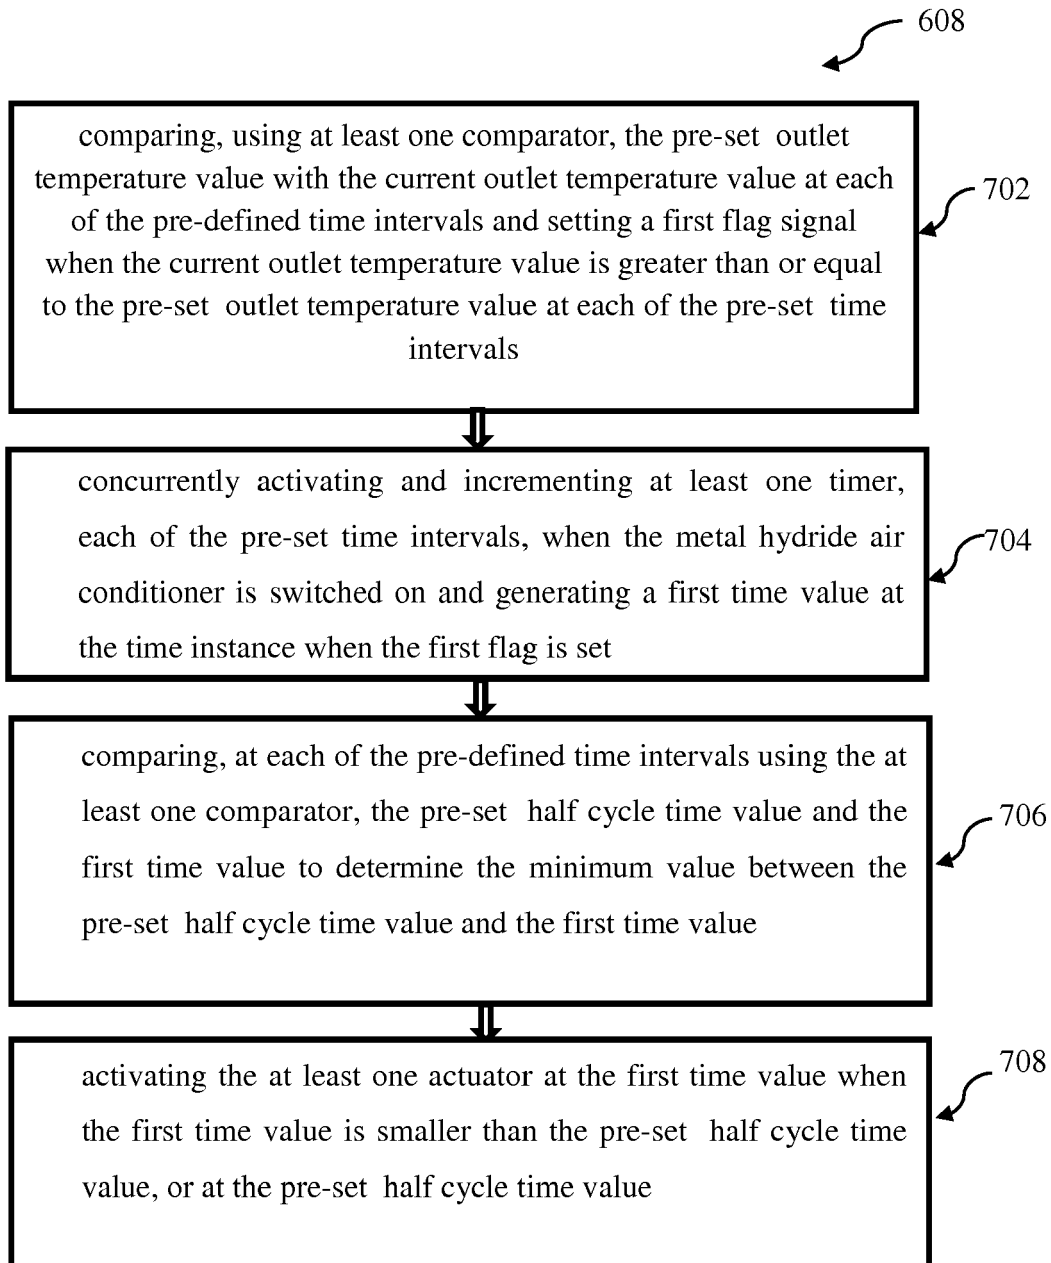 608
comparing, using at least one comparator, the pre-set outlet
temperature value with the current outlet temperature value at each
of the pre-defined time intervals and setting a first flag signal
when the current outlet temperature value is greater than or equal
to the pre-set outlet temperature value at each of the pre-set time
intervals
702
concurrently activating and incrementing at least one timer,
each of the pre-set time intervals, when the metal hydride air
conditioner is switched on and generating a first time value at
the time instance when the first flag is set
704
comparing, at each of the pre-defined time intervals using the at
least one comparator, the pre-set half cycle time value and the
first time value to determine the minimum value between the
pre-set half cycle time value and the first time value
706
activating the at least one actuator at the first time value when
the first time value is smaller than the pre-set half cycle time
value, or at the pre-set half cycle time value
708